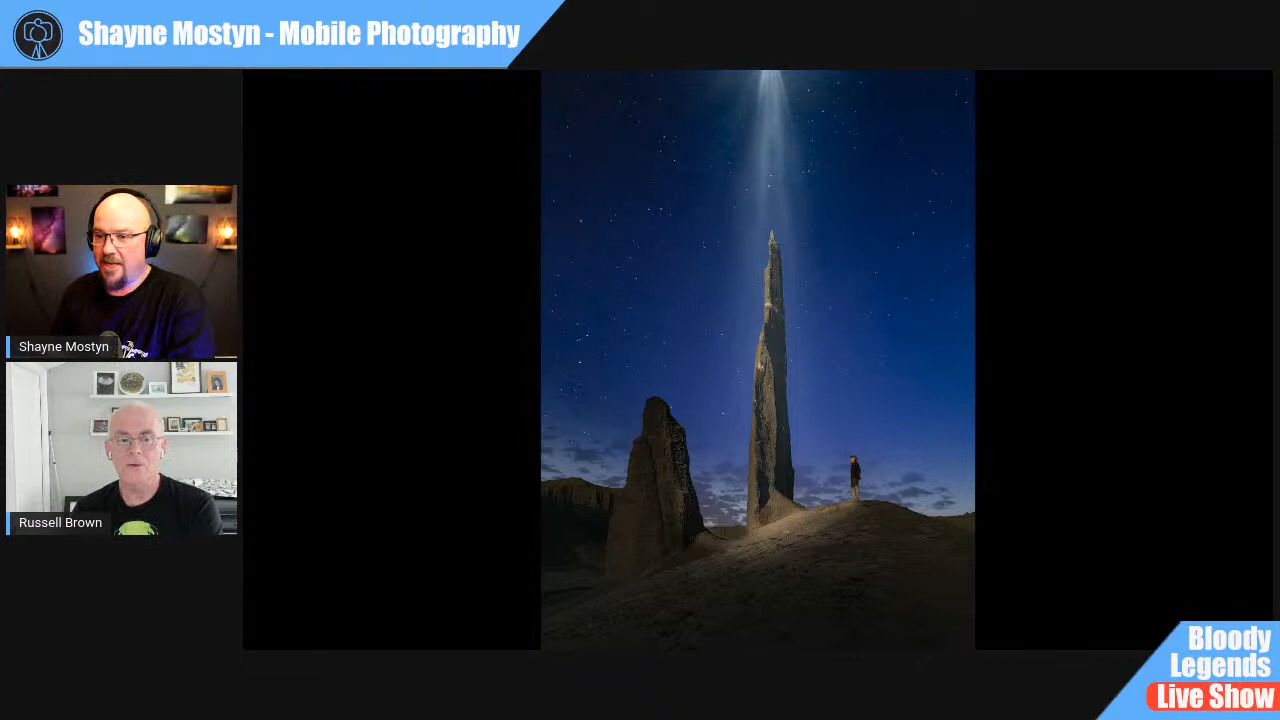 Shayne Mostyn - Mobile Photography
Shayne Mostyn
Russell Brown
Bloody
Legends
Live Show